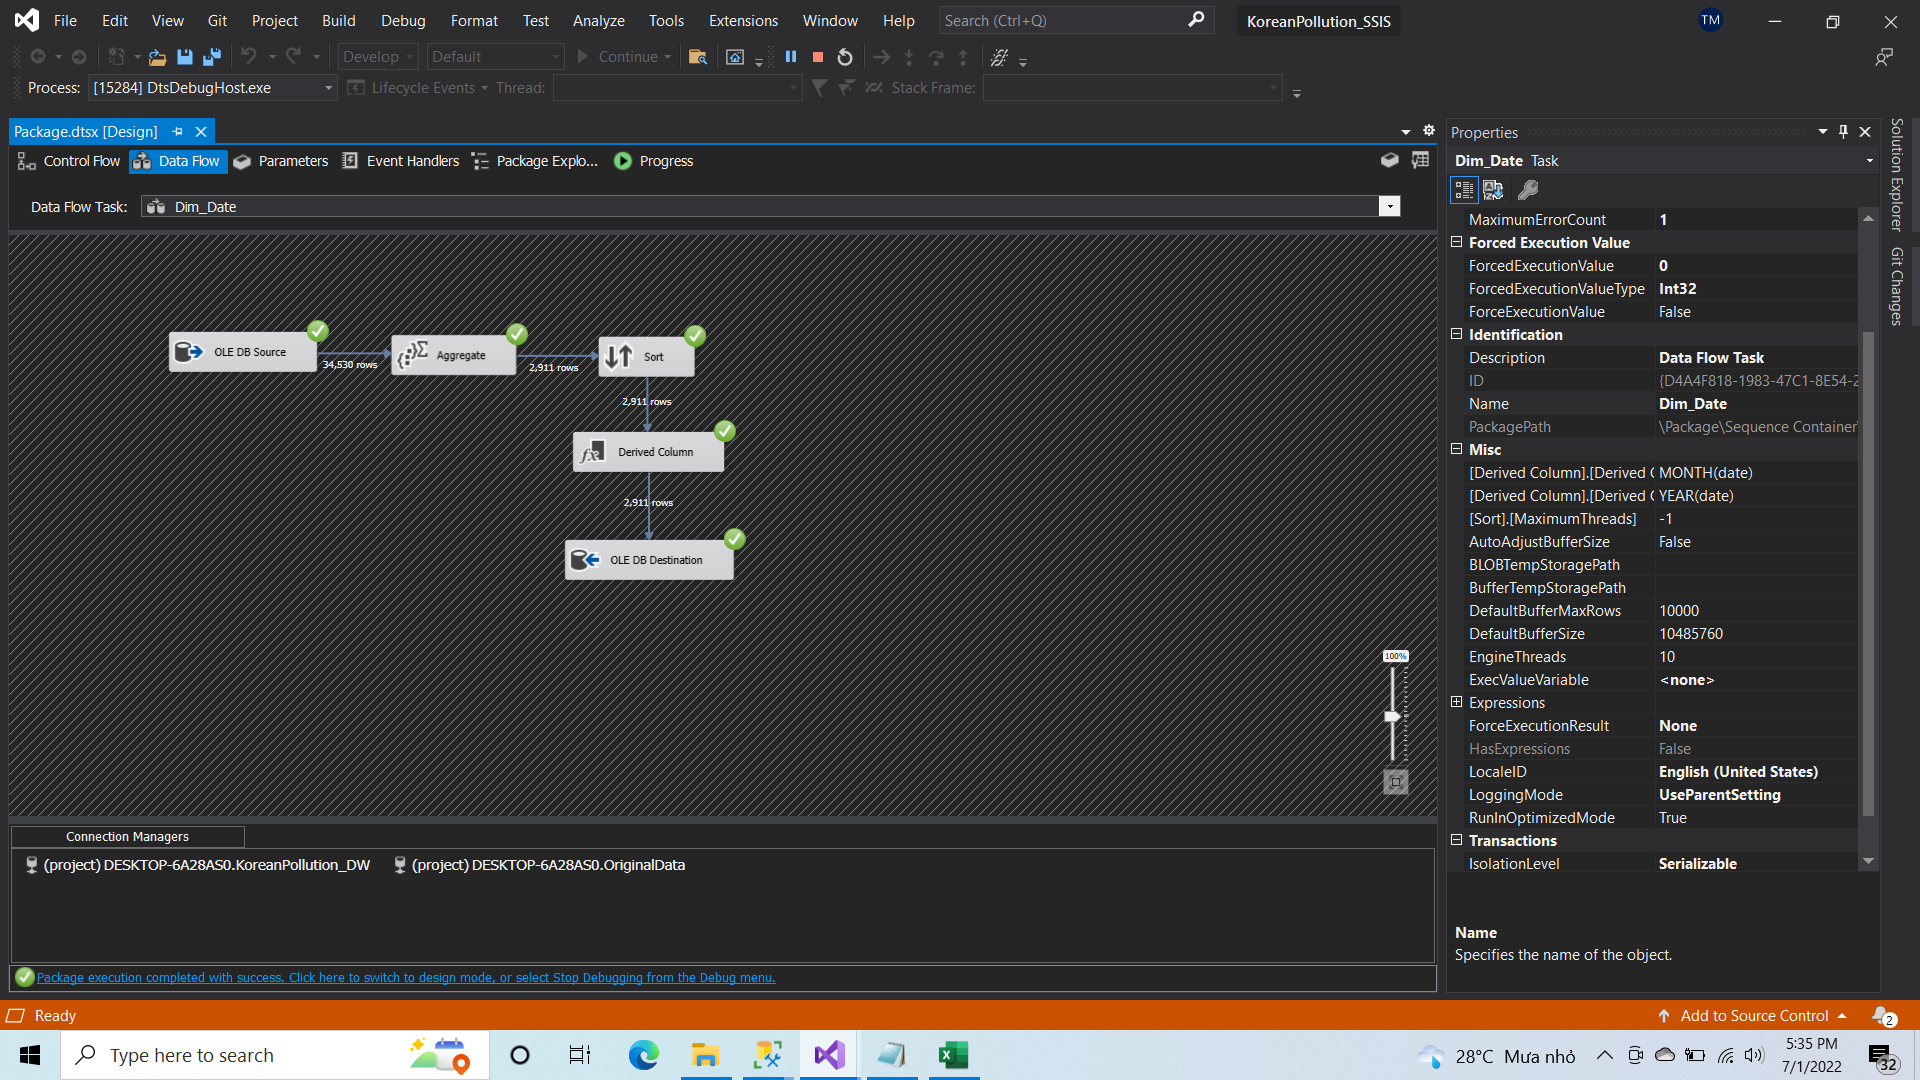 File Edit View Git Project Build Debug Format Test Analyze Tools Extensions Window Help Search (Ctrl+Q) KoreanPollution_SSIS TM
Develop Default Continue
Process: [15284] DtsDebugHost.exe Lifecycle Events Thread: Stack Frame:
Package.dtsx [Design]
Control Flow Data Flow Parameters Event Handlers Package Explo... Progress
Data Flow Task: Dim_Date
OLE DB Source
34,530 rows
Aggregate
2,911 rows
Sort
2,911 rows
Derived Column
2,911 rows
OLE DB Destination
100%
Connection Managers
(project) DESKTOP-6A28AS0.KoreanPollution_DW (project) DESKTOP-6A28AS0.OriginalData
Package execution completed with success. Click here to switch to design mode, or select Stop Debugging from the Debug menu.
Properties
Dim_Date Task
MaximumErrorCount 1
Forced Execution Value
ForcedExecutionValue 0
ForcedExecutionValueType Int32
ForceExecutionValue False
Identification
Description Data Flow Task
ID {D4A4F818-1983-47C1-8E54-2
Name Dim_Date
PackagePath \Package\Sequence Container
Misc
[Derived Column].[Derived C MONTH(date)
[Derived Column].[Derived C YEAR(date)
[Sort].[MaximumThreads] -1
AutoAdjustBufferSize False
BLOBTempStoragePath
BufferTempStoragePath
DefaultBufferMaxRows 10000
DefaultBufferSize 10485760
EngineThreads 10
ExecValueVariable <none>
Expressions
ForceExecutionResult None
HasExpressions False
LocaleID English (United States)
LoggingMode UseParentSetting
RunInOptimizedMode True
Transactions
IsolationLevel Serializable
Name
Specifies the name of the object.
Solution Explorer
Git Changes
Ready Add to Source Control 2
Type here to search 28°C Mưa nhỏ 5:35 PM
7/1/2022 32